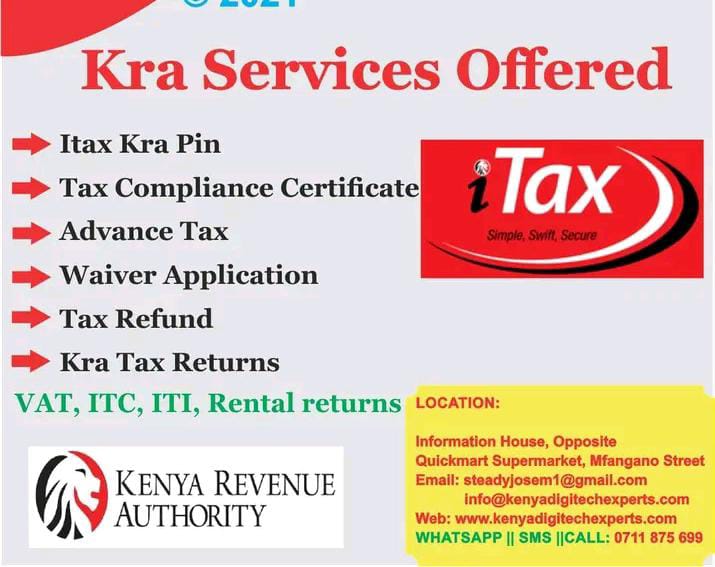 © 2021
Kra Services Offered
Itax Kra Pin
Tax Compliance Certificate
Advance Tax
Waiver Application
Tax Refund
Kra Tax Returns
VAT, ITC, ITI, Rental returns
iTax
Simple, Swift, Secure
KENYA REVENUE
AUTHORITY
LOCATION:
Information House, Opposite
Quickmart Supermarket, Mfangano Street
Email: steadyjosem1@gmail.com
info@kenyadigitechexperts.com
Web: www.kenyadigitechexperts.com
WHATSAPP || SMS ||CALL: 0711 875 699